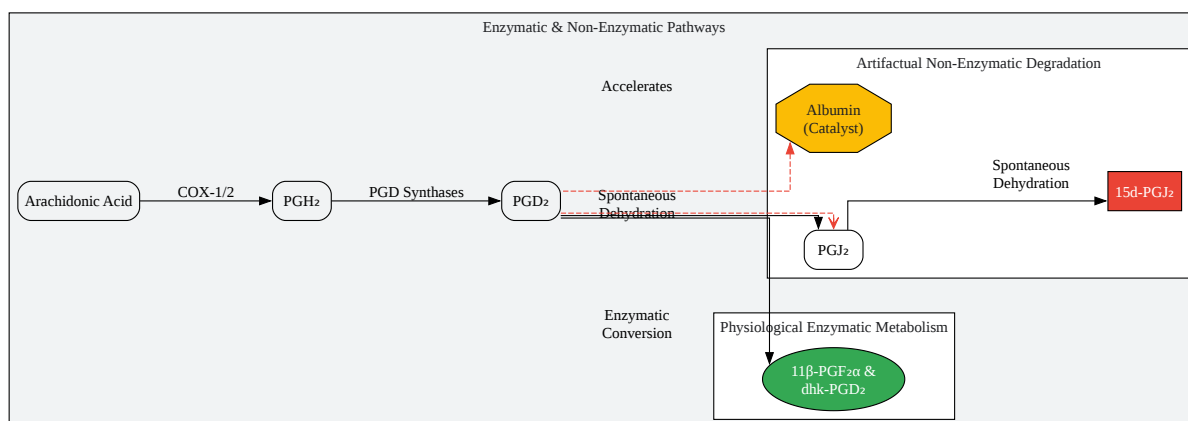 Enzymatic & Non-Enzymatic Pathways
Artifactual Non-Enzymatic Degradation
Accelerates
Albumin
(Catalyst)
Spontaneous
Dehydration
Arachidonic Acid
COX-1/2
PGH₂
PGD Synthases
PGD₂
Spontaneous
Dehydration
15d-PGJ₂
PGJ₂
Enzymatic
Conversion
Physiological Enzymatic Metabolism
11β-PGF₂α &
dhk-PGD₂